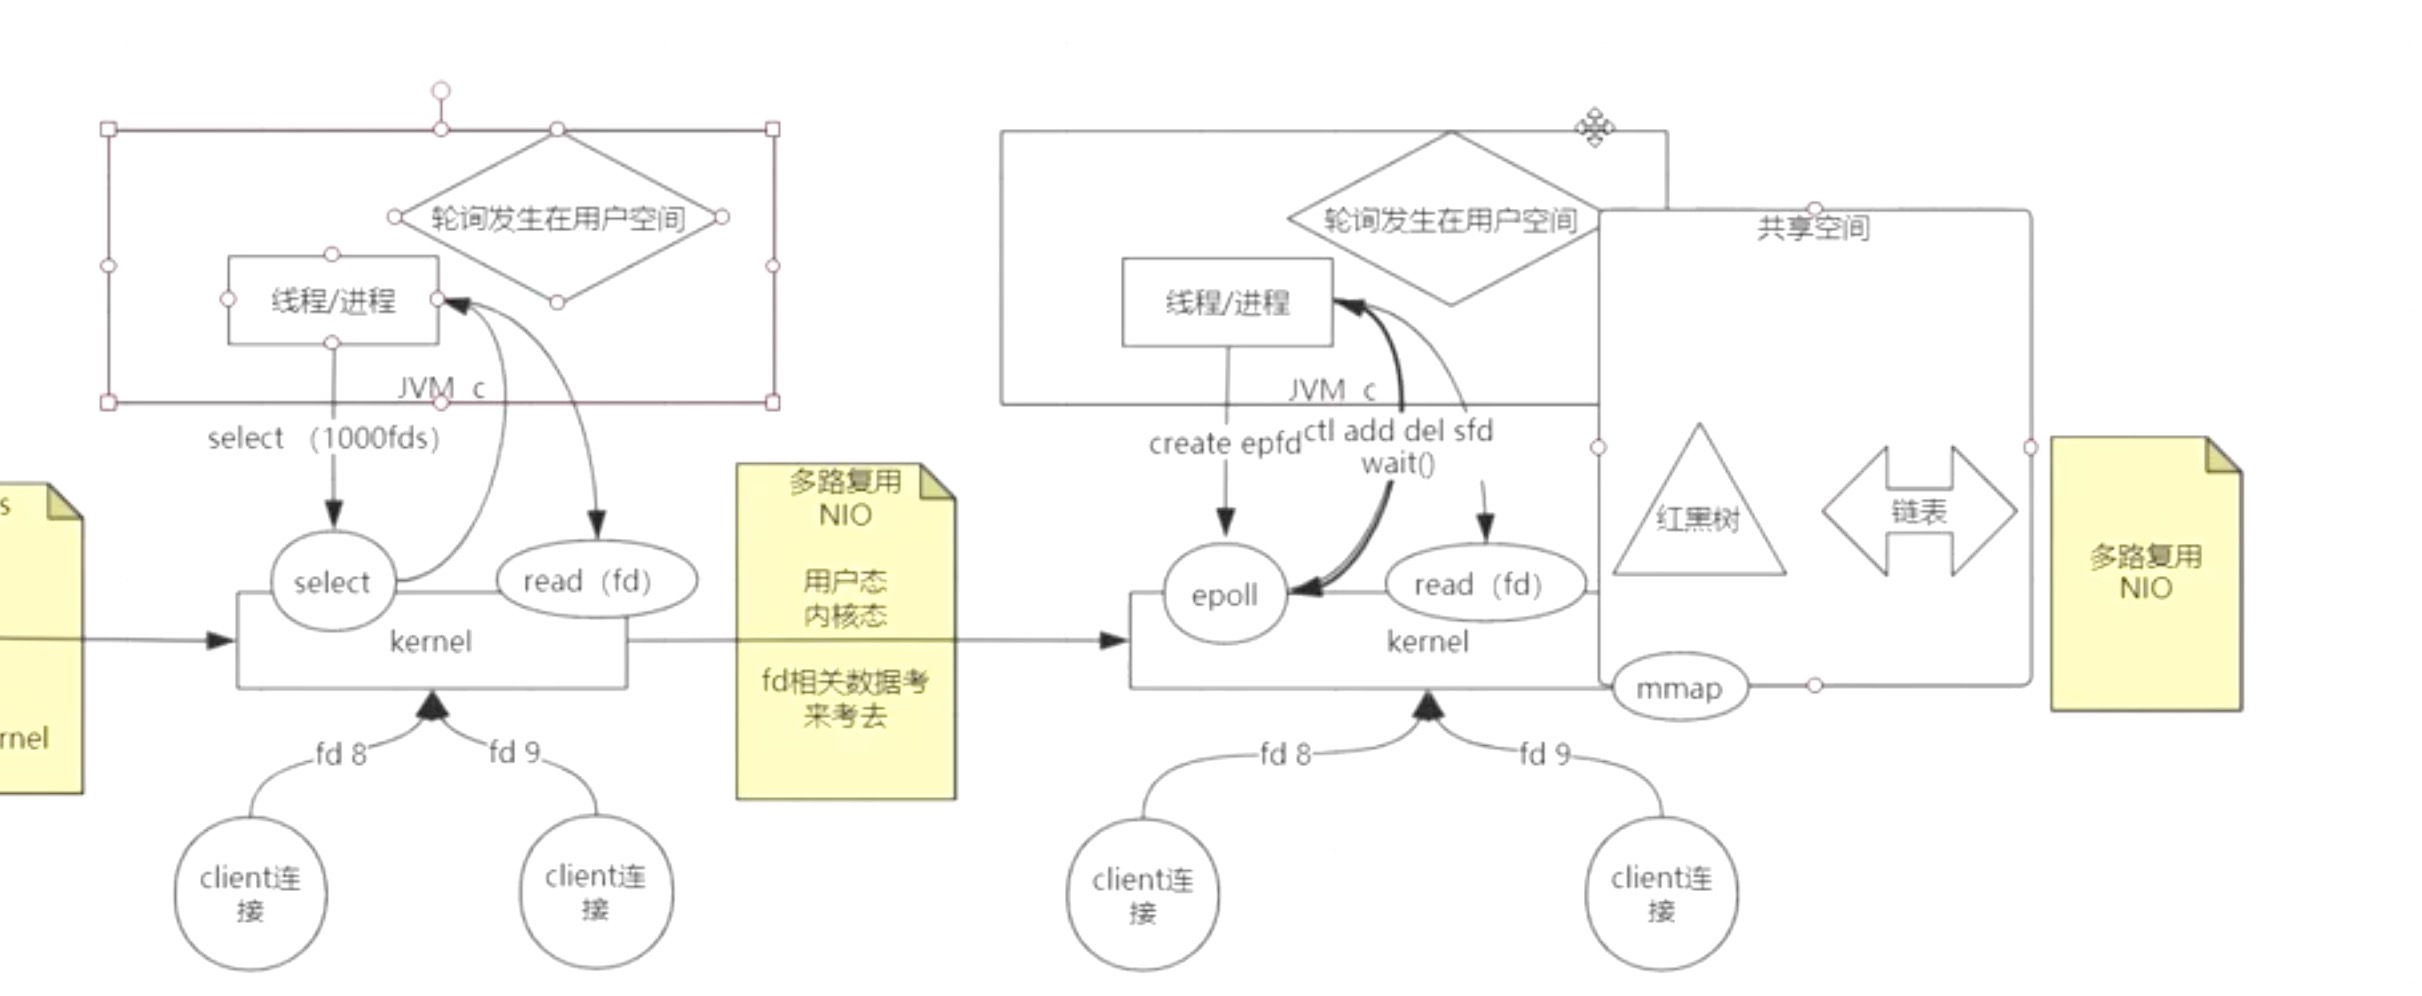 s
rnel
轮询发生在用户空间
线程/进程
JVM c
select （1000fds）
select
read（fd）
kernel
fd 8
fd 9
client连
接
client连
接
多路复用
NIO
用户态
内核态
fd相关数据考
来考去
轮询发生在用户空间
线程/进程
JVM c
create epfd
ctl add del sfd
wait()
epoll
read（fd）
kernel
fd 8
fd 9
client连
接
client连
接
共享空间
红黑树
链表
mmap
多路复用
NIO